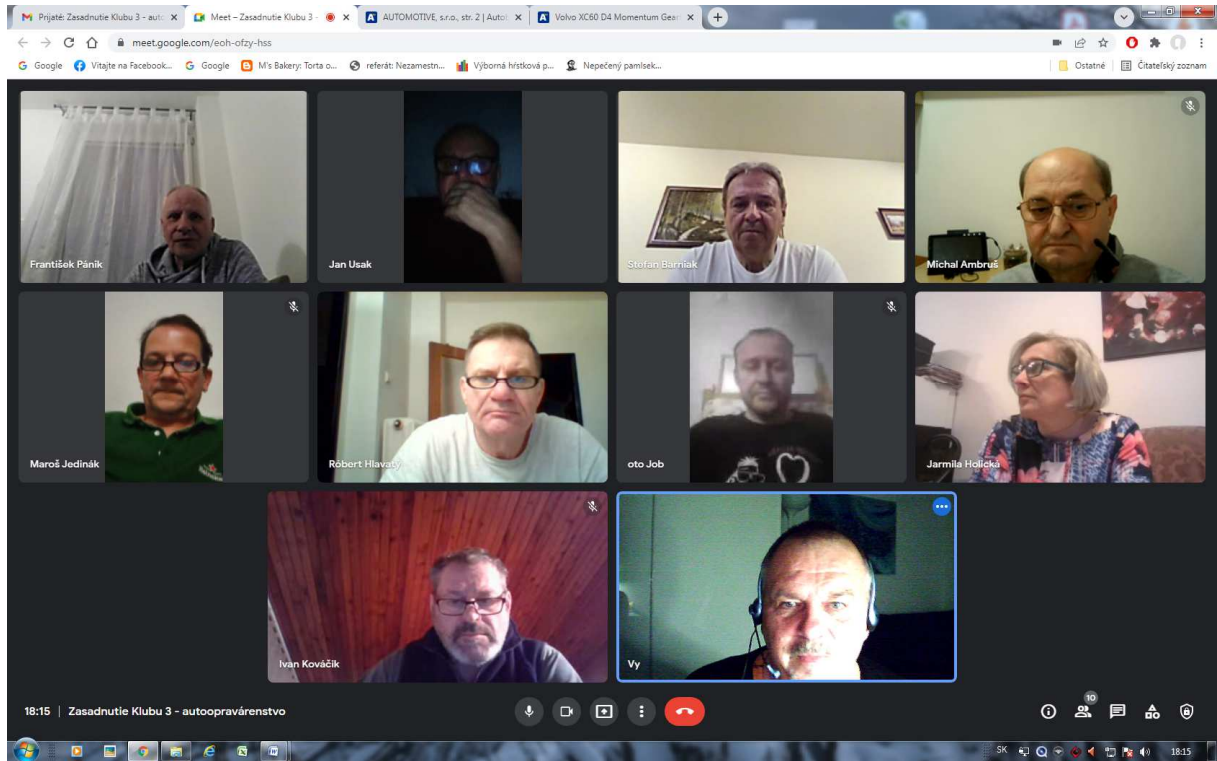 Prijaté: Zasadnutie Klubu 3 - auto
Meet – Zasadnutie Klubu 3 -
AUTOMOTIVE, s.r.o., str. 2 | Autob
Volvo XC60 D4 Momentum Gear
meet.google.com/eoh-ofzy-hss
Google
Vitajte na Facebook...
Google
M's Bakery: Torta o...
referát: Nezamestn...
Výborná hŕstková p...
Nepečený pamlsek...
Ostatné
Čitateľský zoznam
František Pánik
Jan Usak
Stefan Barniak
Michal Ambruš
Maroš Jedinák
Róbert Hlavatý
oto Job
Jarmila Holická
Ivan Kováčik
Vy
18:15 | Zasadnutie Klubu 3 - autoopravárenstvo
10
SK
18:15